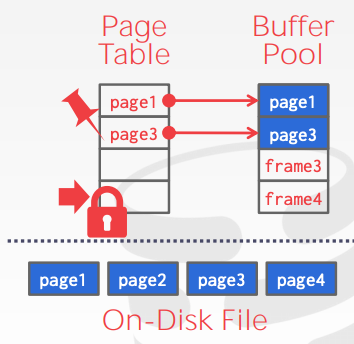 Page
Table
Buffer
Pool
page1
page3
page1
page3
frame3
frame4
page1 page2 page3 page4
On-Disk File